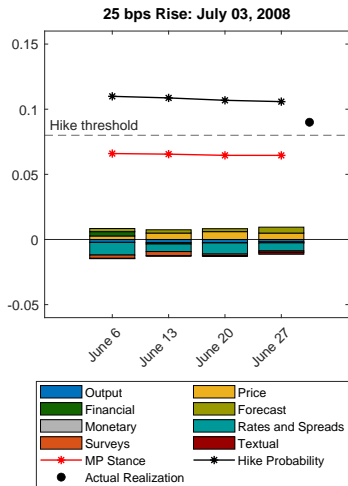 25 bps Rise: July 03, 2008
0.15
0.1
Hike threshold
0.05
0
-0.05
June 6
June 13
June 20
June 27
Output
Price
Financial
Forecast
Monetary
Rates and Spreads
Surveys
Textual
MP Stance
Hike Probability
Actual Realization